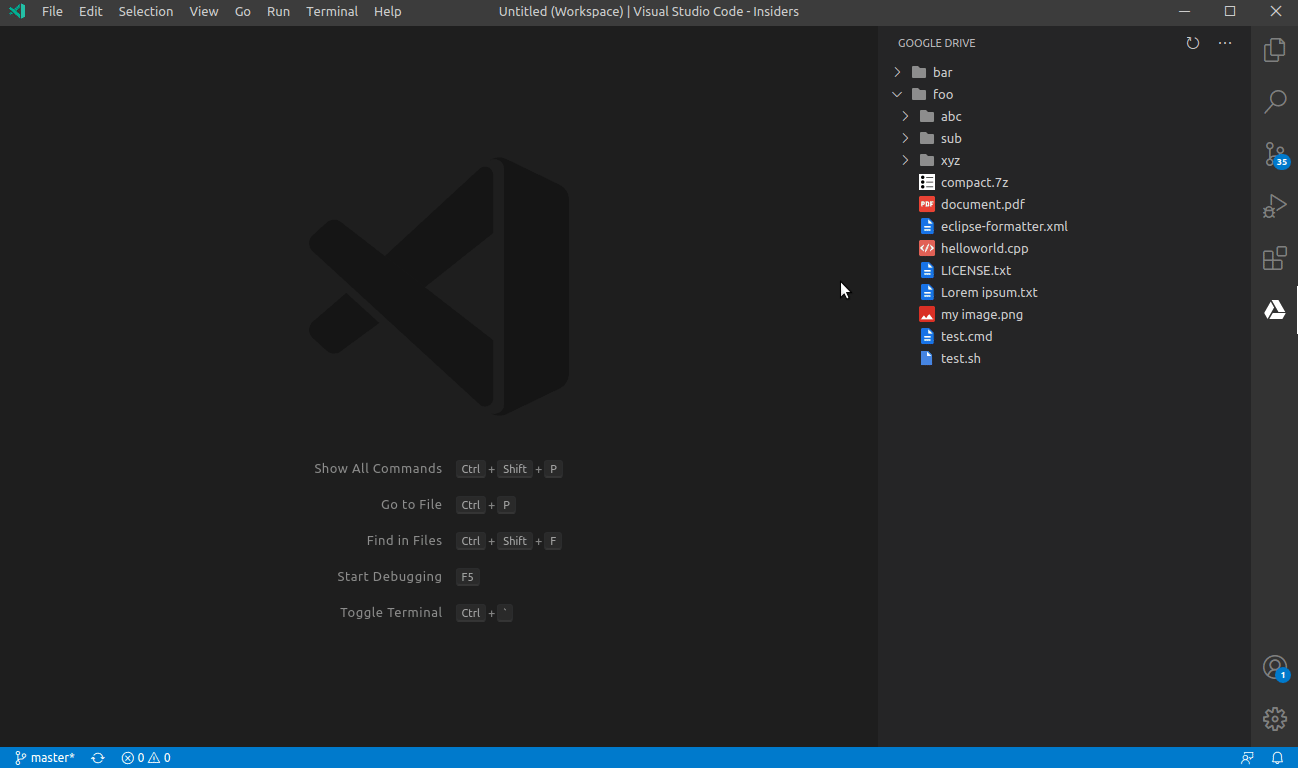 File Edit Selection View Go Run Terminal Help Untitled (Workspace) | Visual Studio Code - Insiders
GOOGLE DRIVE
bar
foo
abc
sub
xyz
compact.7z
PDF document.pdf
eclipse-formatter.xml
helloworld.cpp
LICENSE.txt
Lorem ipsum.txt
my image.png
test.cmd
test.sh
35
Show All Commands Ctrl + Shift + P
Go to File Ctrl + P
Find in Files Ctrl + Shift + F
Start Debugging F5
Toggle Terminal Ctrl + `
1
master* 0 0